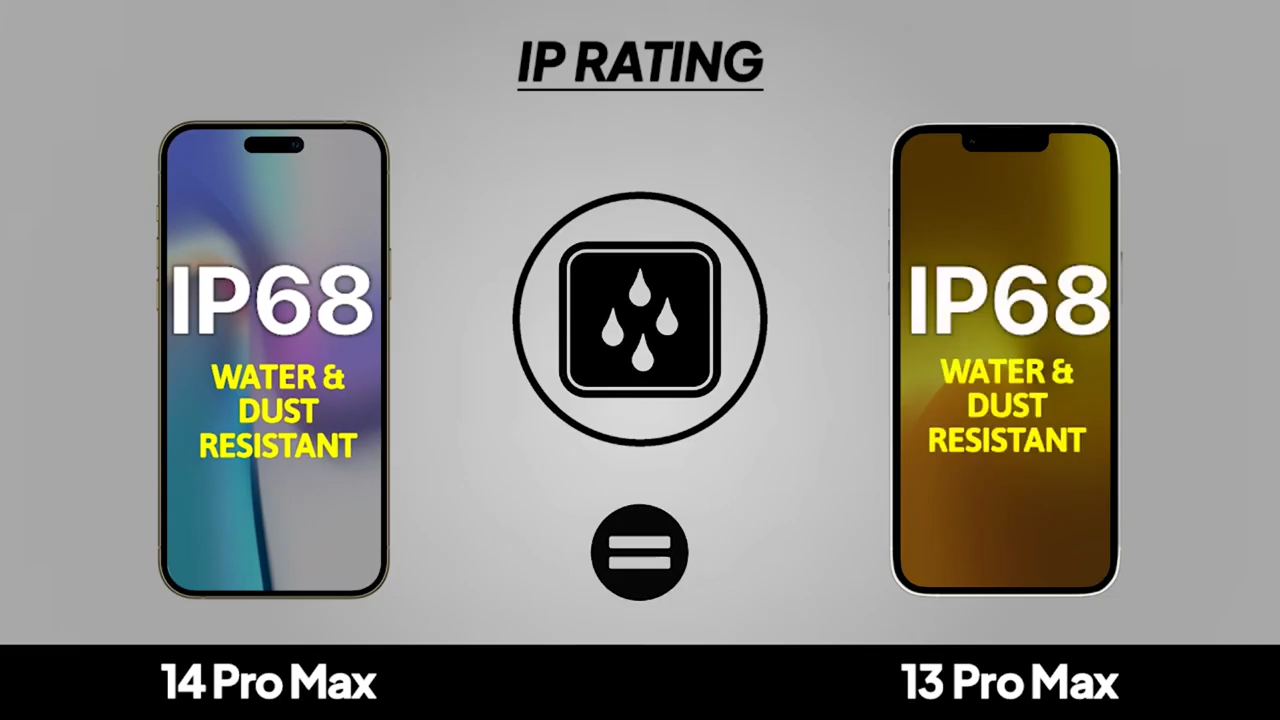 IP RATING
IP68
WATER &
DUST
RESISTANT
IP68
WATER &
DUST
RESISTANT
14 Pro Max
13 Pro Max